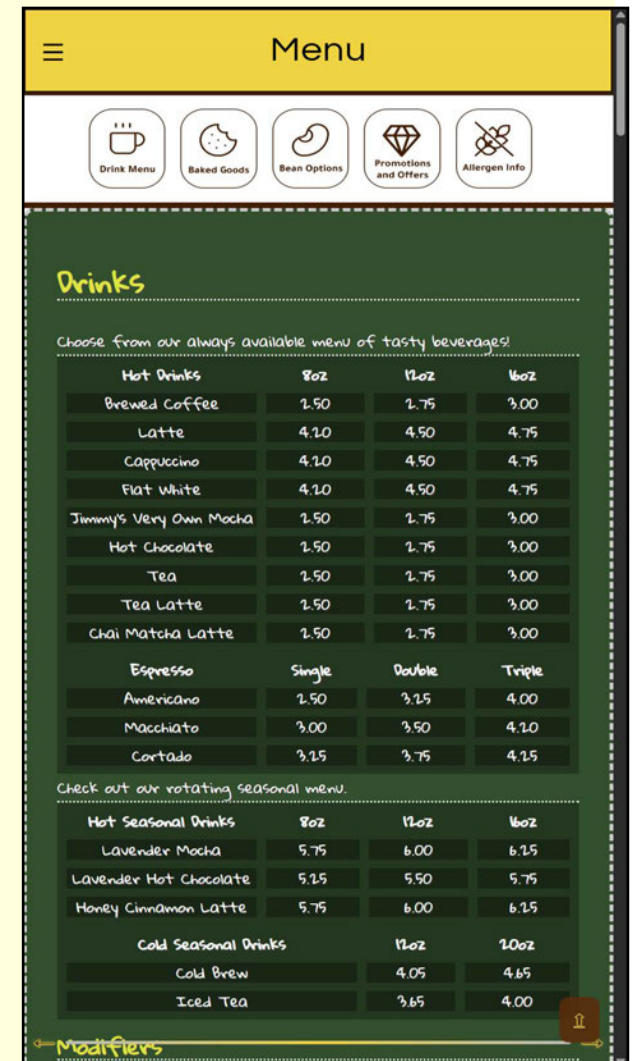 ☰ Menu
Drink Menu Baked Goods Bean Options Promotions and Offers Allergen Info
Drinks
Choose from our always available menu of tasty beverages!
Hot Drinks 8oz 12oz 16oz
Brewed Coffee 2.50 2.75 3.00
Latte 4.20 4.50 4.75
Cappuccino 4.20 4.50 4.75
Flat White 4.20 4.50 4.75
Jimmy's Very Own Mocha 2.50 2.75 3.00
Hot Chocolate 2.50 2.75 3.00
Tea 2.50 2.75 3.00
Tea Latte 2.50 2.75 3.00
Chai Matcha Latte 2.50 2.75 3.00
Espresso Single Double Triple
Americano 2.50 3.25 4.00
Macchiato 3.00 3.50 4.20
Cortado 3.25 3.75 4.25
Check out our rotating seasonal menu.
Hot Seasonal Drinks 8oz 12oz 16oz
Lavender Mocha 5.75 6.00 6.25
Lavender Hot Chocolate 5.25 5.50 5.75
Honey Cinnamon Latte 5.75 6.00 6.25
Cold Seasonal Drinks 12oz 20oz
Cold Brew 4.05 4.65
Iced Tea 3.65 4.00
Modifiers